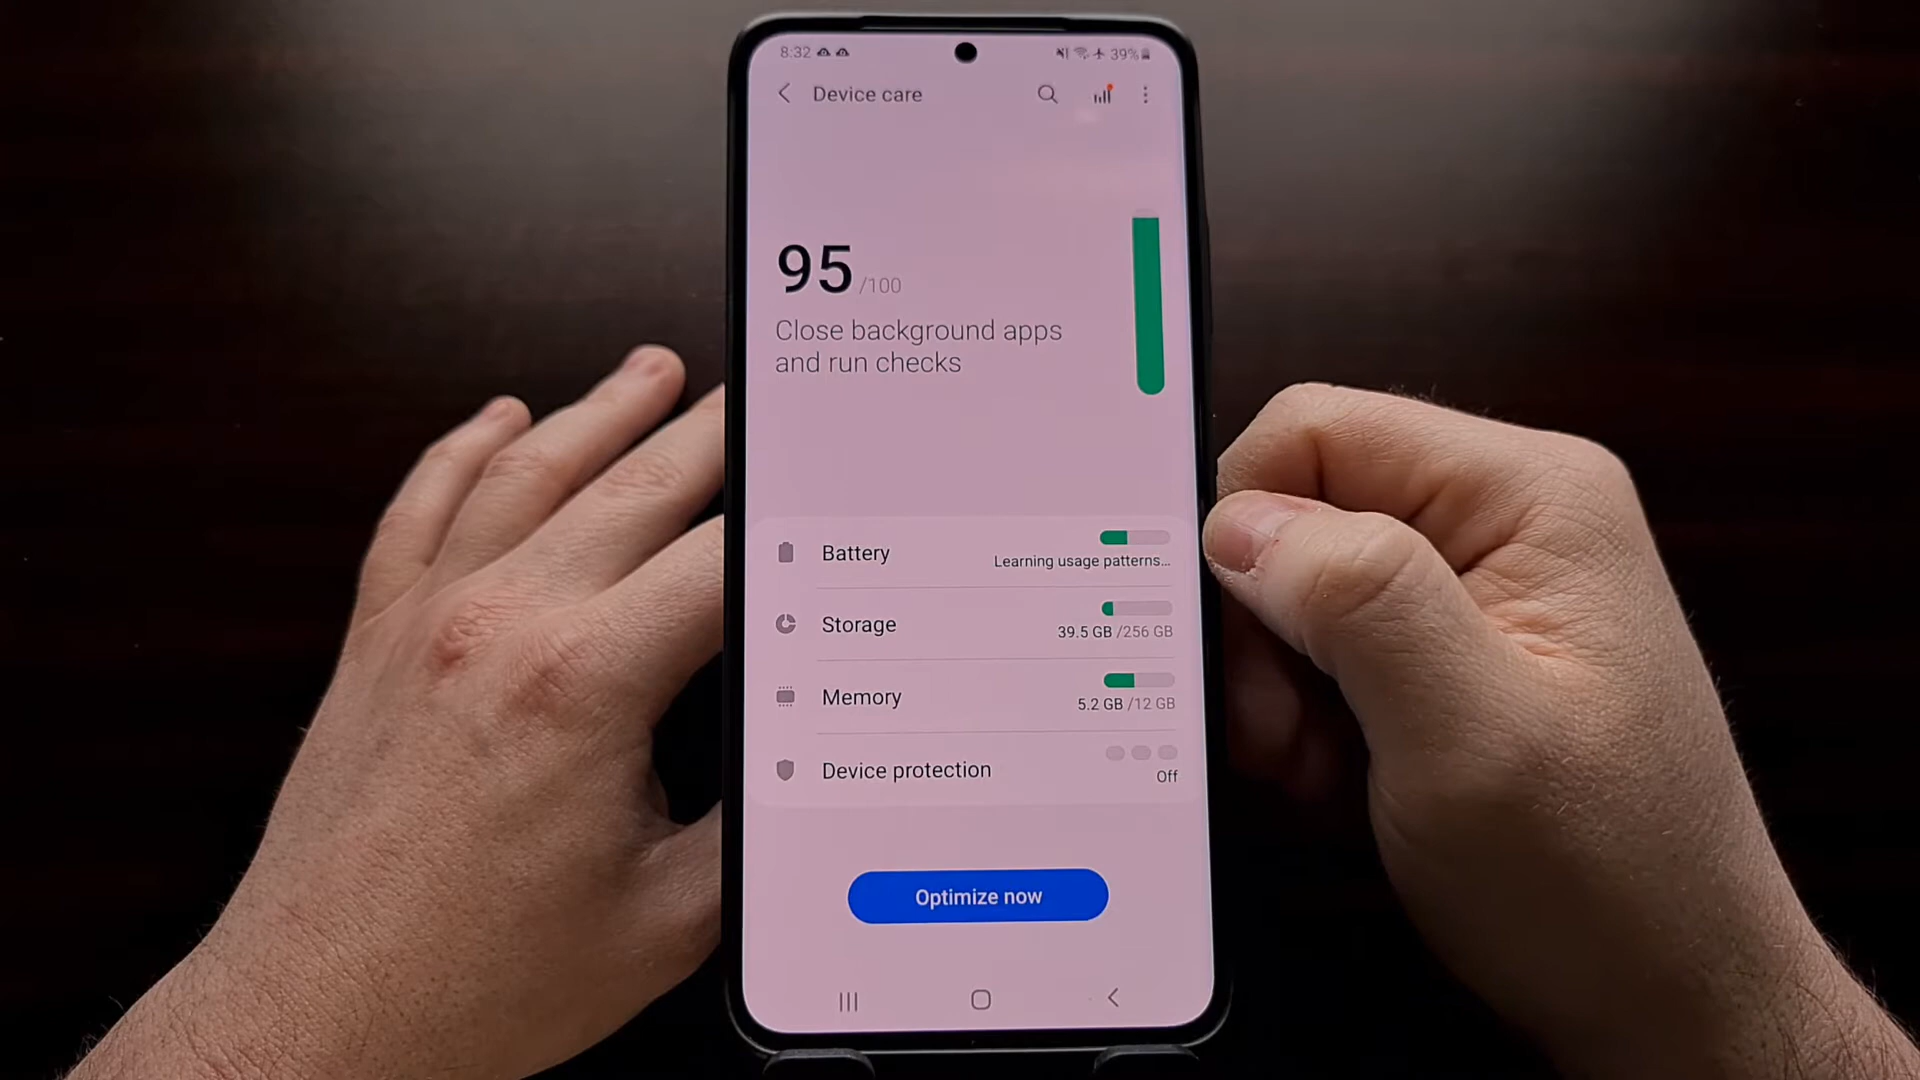 8:32 39%
Device care
95 /100
Close background apps
and run checks
Battery
Learning usage patterns...
Storage
39.5 GB /256 GB
Memory
5.2 GB /12 GB
Device protection
Off
Optimize now